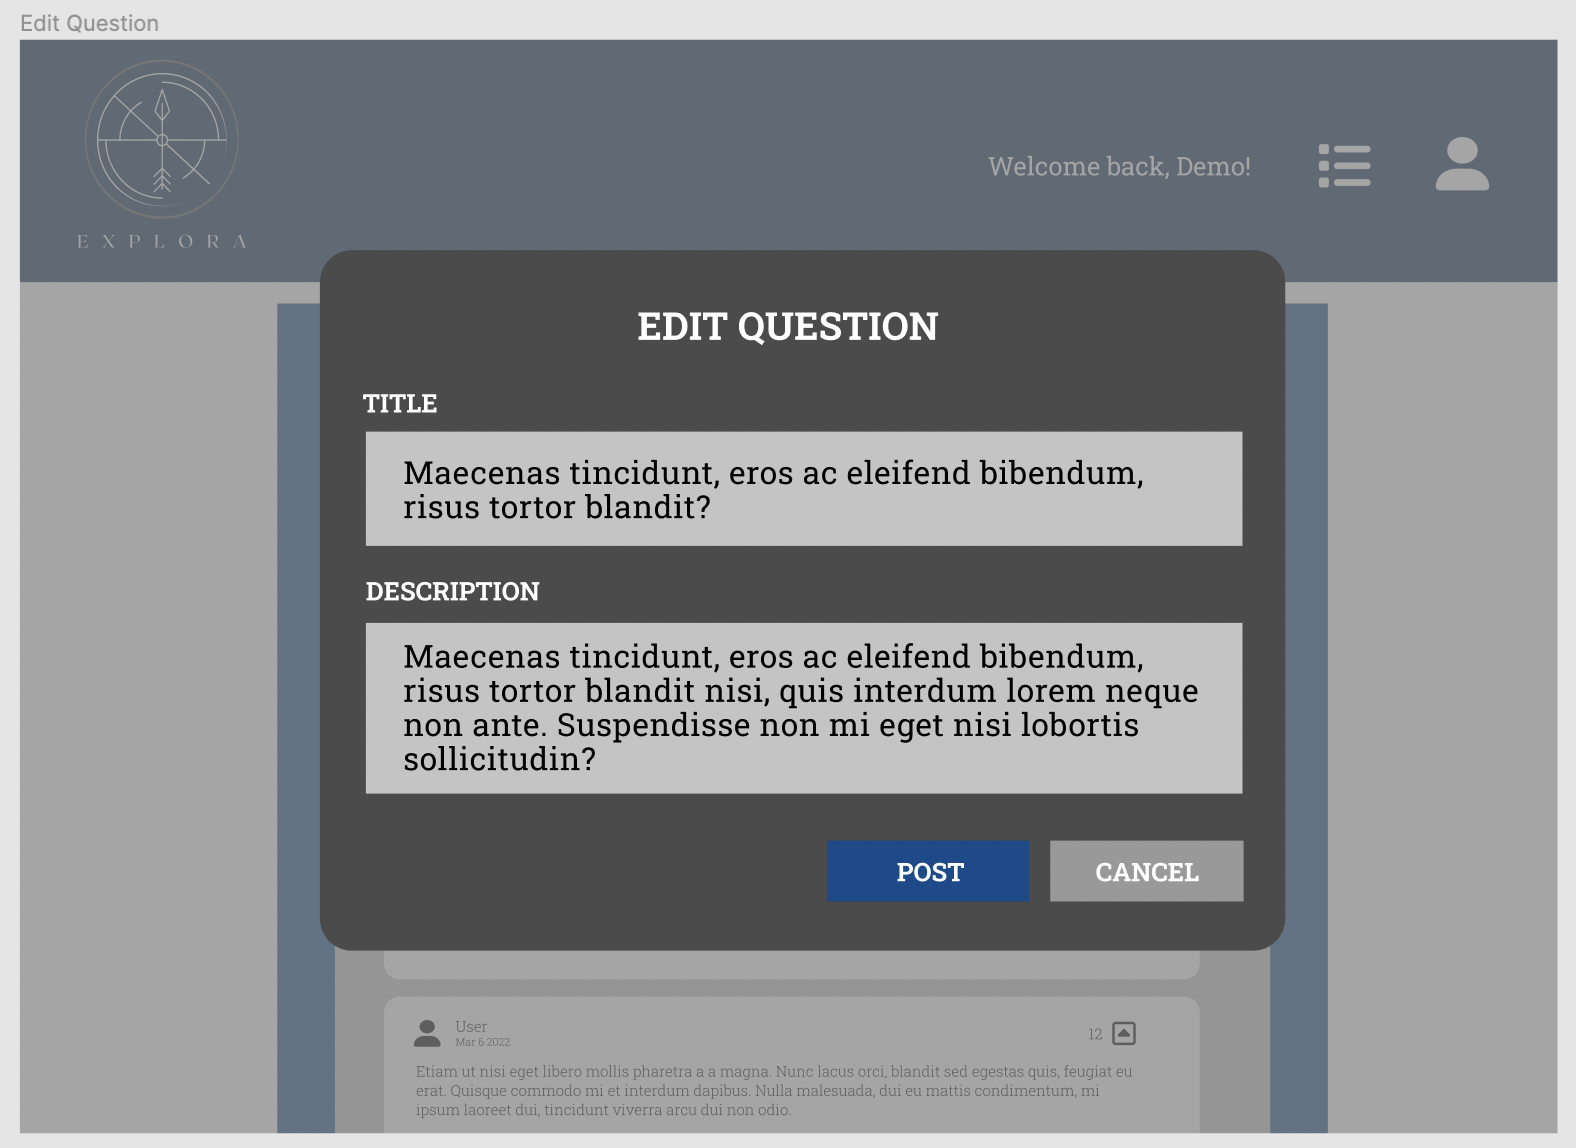 Edit Question
EXPLORA
Welcome back, Demo!
EDIT QUESTION
TITLE
Maecenas tincidunt, eros ac eleifend bibendum,
risus tortor blandit?
DESCRIPTION
Maecenas tincidunt, eros ac eleifend bibendum,
risus tortor blandit nisi, quis interdum lorem neque
non ante. Suspendisse non mi eget nisi lobortis
sollicitudin?
POST
CANCEL
User
Mar 6 2022
12
Etiam ut nisi eget libero mollis pharetra a a magna. Nunc lacus orci, blandit sed egestas quis, feugiat eu
erat. Quisque commodo mi et interdum dapibus. Nulla malesuada, dui eu mattis condimentum, mi
ipsum laoreet dui, tincidunt viverra arcu dui non odio.